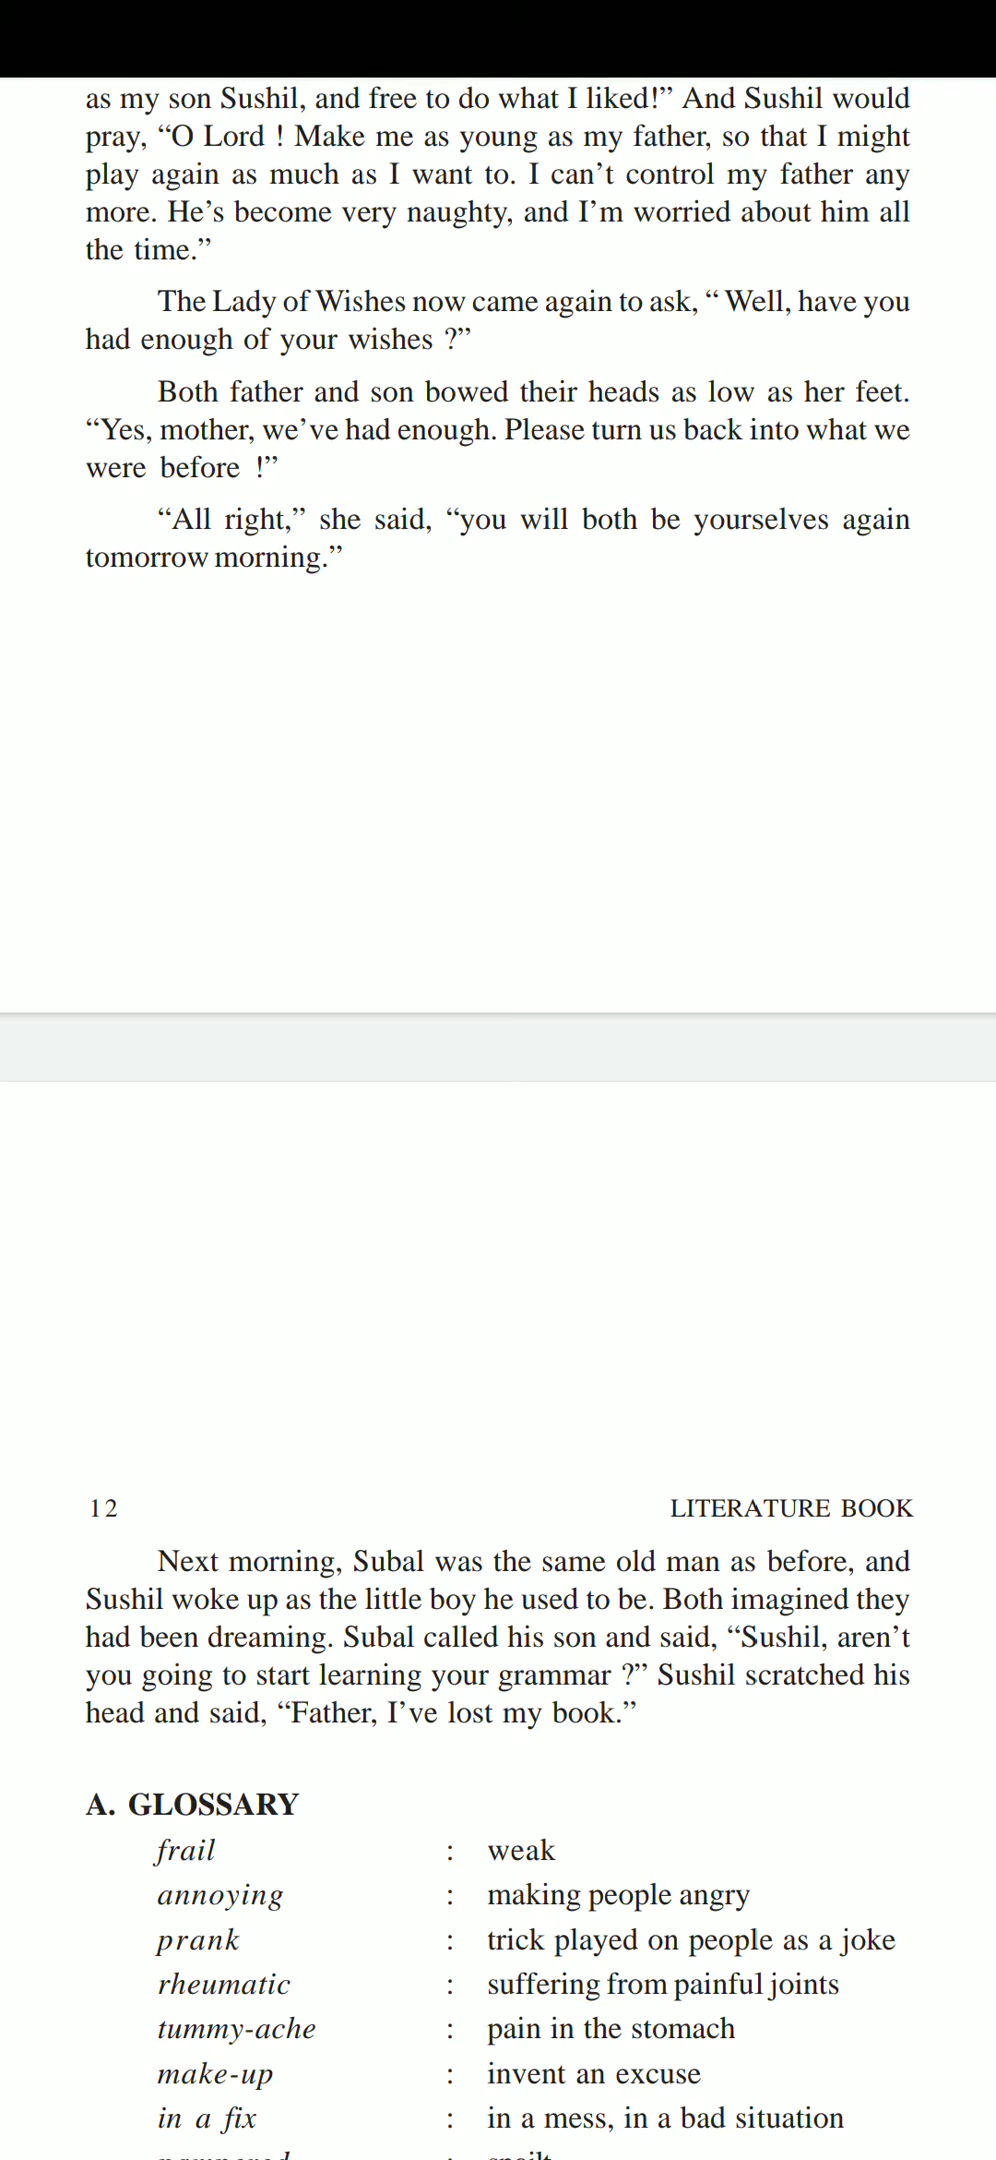 as my son Sushil, and free to do what I liked!” And Sushil would
pray, “O Lord ! Make me as young as my father, so that I might
play again as much as I want to. I can’t control my father any
more. He’s become very naughty, and I’m worried about him all
the time.”
The Lady of Wishes now came again to ask, “ Well, have you
had enough of your wishes ?”
Both father and son bowed their heads as low as her feet.
“Yes, mother, we’ve had enough. Please turn us back into what we
were before !”
“All right,” she said, “you will both be yourselves again
tomorrow morning.”
12 LITERATURE BOOK
Next morning, Subal was the same old man as before, and
Sushil woke up as the little boy he used to be. Both imagined they
had been dreaming. Subal called his son and said, “Sushil, aren’t
you going to start learning your grammar ?” Sushil scratched his
head and said, “Father, I’ve lost my book.”
A. GLOSSARY
frail : weak
annoying : making people angry
prank : trick played on people as a joke
rheumatic : suffering from painful joints
tummy-ache : pain in the stomach
make-up : invent an excuse
in a fix : in a mess, in a bad situation